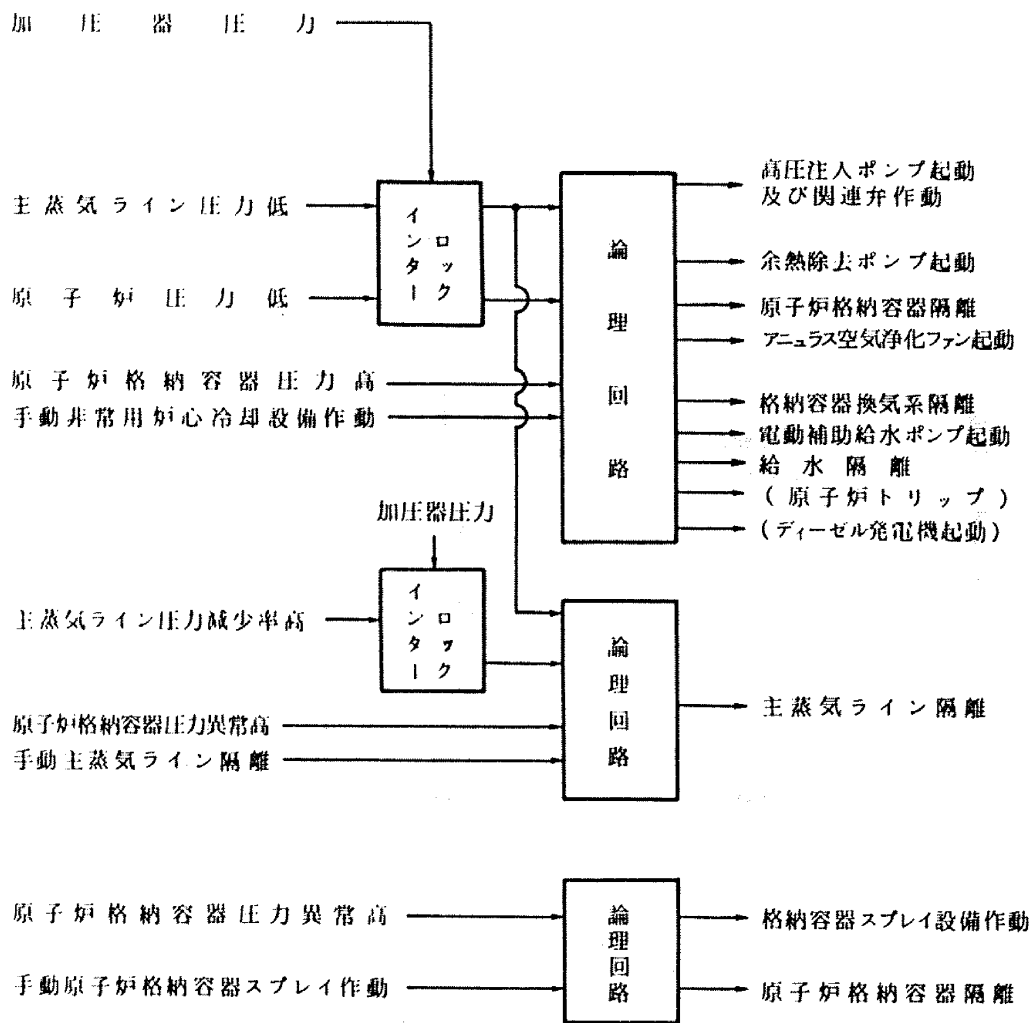 加圧器圧力
主蒸気ライン圧力低
原子炉圧力低
インターロック
原子炉格納容器圧力高
手動非常用炉心冷却設備作動
論理回路
高圧注入ポンプ起動
及び関連弁作動
余熱除去ポンプ起動
原子炉格納容器隔離
アニュラス空気浄化ファン起動
格納容器換気系隔離
電動補助給水ポンプ起動
給水隔離
(原子炉トリップ)
(ディーゼル発電機起動)
加圧器圧力
主蒸気ライン圧力減少率高
インターロック
原子炉格納容器圧力異常高
手動主蒸気ライン隔離
論理回路
主蒸気ライン隔離
原子炉格納容器圧力異常高
手動原子炉格納容器スプレイ作動
論理回路
格納容器スプレイ設備作動
原子炉格納容器隔離